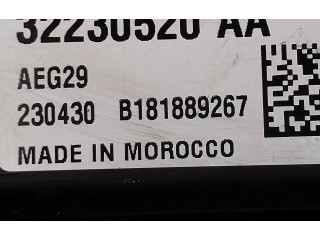 32230520 AA
AEG29
230430 B181889267
MADE IN MOROCCO